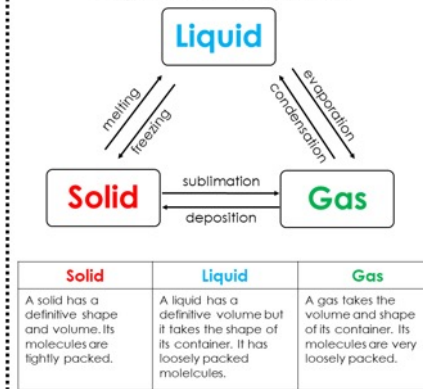 Liquid
melting
freezing
evaporation
condensation
sublimation
Solid
Gas
deposition
Solid Liquid Gas
A solid has a
definitive shape
and volume. Its
molecules are
tightly packed.
A liquid has a
definitive volume but
it takes the shape of
its container. It has
loosely packed
molelcules.
A gas takes the
volume and shape
of its container. Its
molecules are very
loosely packed.